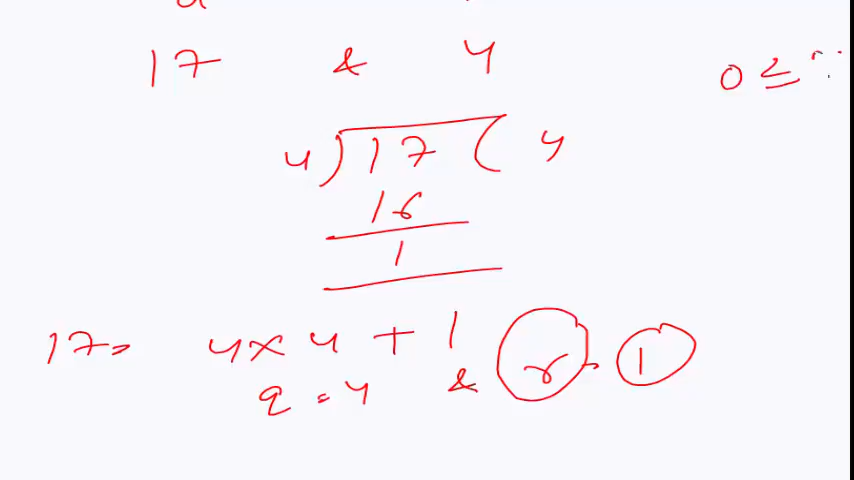 17 & 4 0 ≤
4 ) 17 ( 4
16
1
17 = 4 × 4 + 1
q = 4 & r = 1